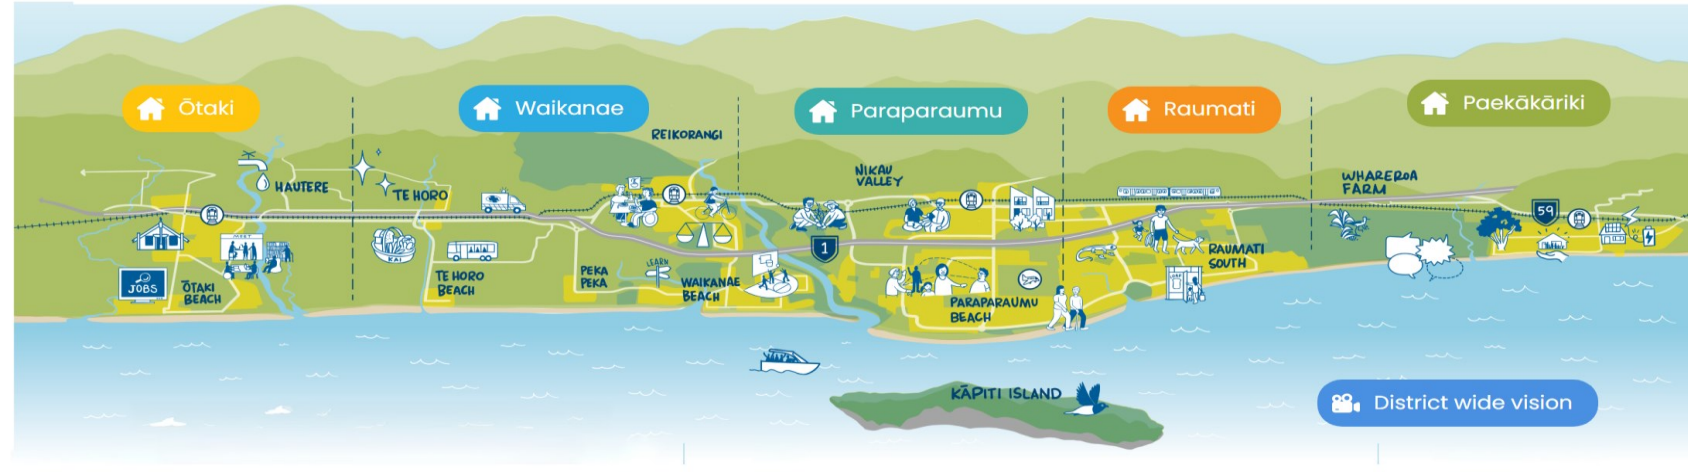 Ōtaki
Waikanae
Paraparaumu
Raumati
Paekākāriki
REIKORANGI
HAUTERE
TE HORO
NIKAU
VALLEY
WHAREROA
FARM
MEET
KAI
JOBS
ŌTAKI
BEACH
TE HORO
BEACH
PEKA
PEKA
LEARN
WAIKANAE
BEACH
1
PARAPARAUMU
BEACH
RAUMATI
SOUTH
59
KĀPITI ISLAND
District wide vision